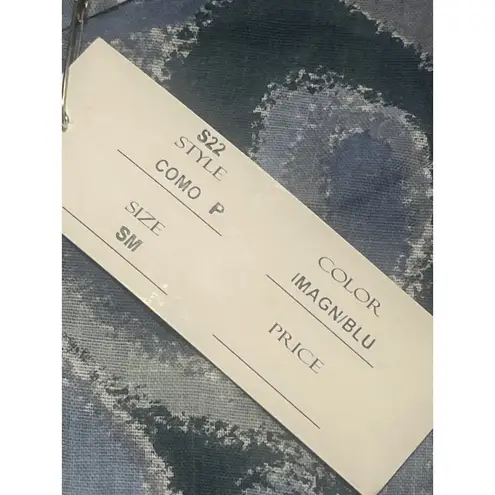 S22
STYLE
COMO P
SIZE
SM
COLOR
IMAGN/BLU
PRICE